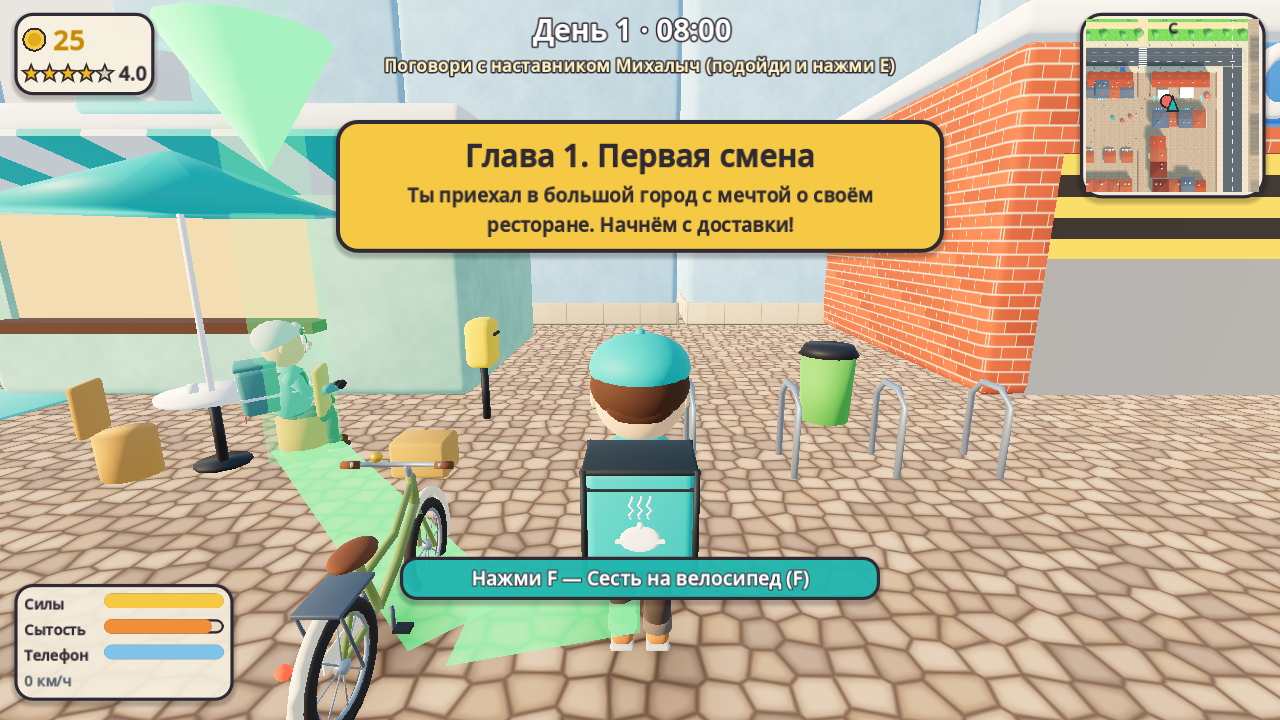 25
4.0
День 1 · 08:00
Поговори с наставником Михалыч (подойди и нажми E)
С
Глава 1. Первая смена
Ты приехал в большой город с мечтой о своём
ресторане. Начнём с доставки!
Нажми F — Сесть на велосипед (F)
Силы
Сытость
Телефон
0 км/ч